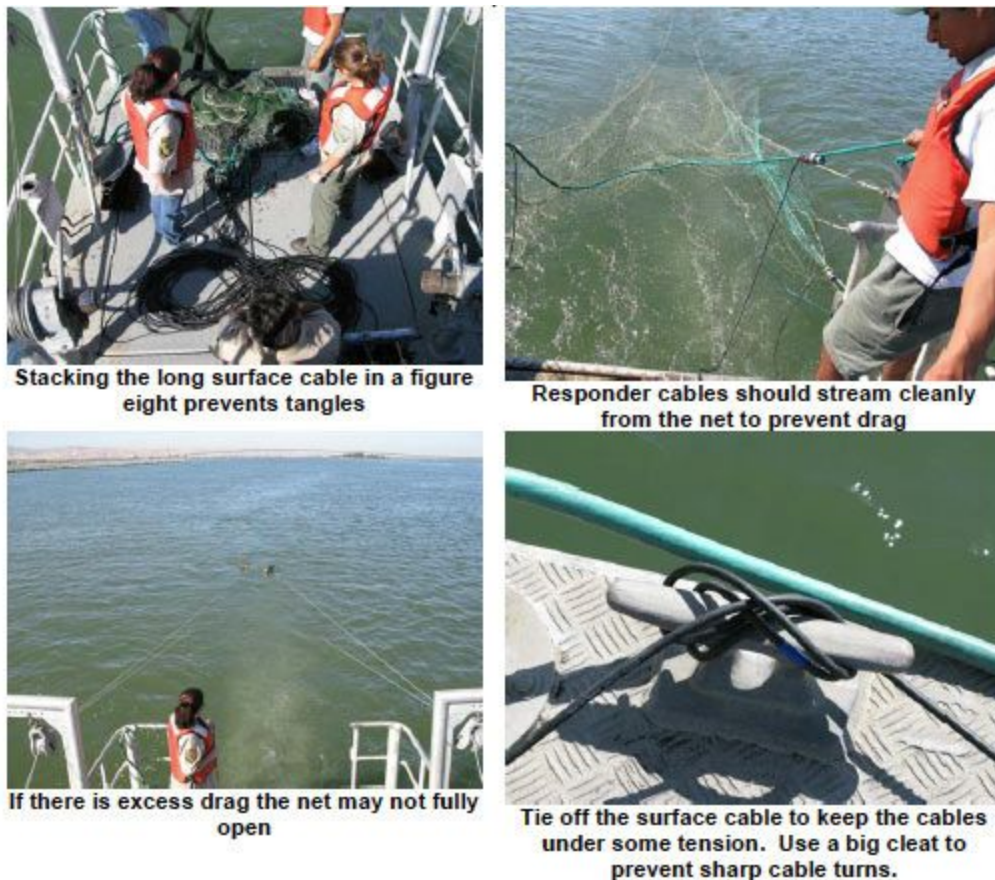 Stacking the long surface cable in a figure
eight prevents tangles
Responder cables should stream cleanly
from the net to prevent drag
If there is excess drag the net may not fully
open
Tie off the surface cable to keep the cables
under some tension.  Use a big cleat to
prevent sharp cable turns.